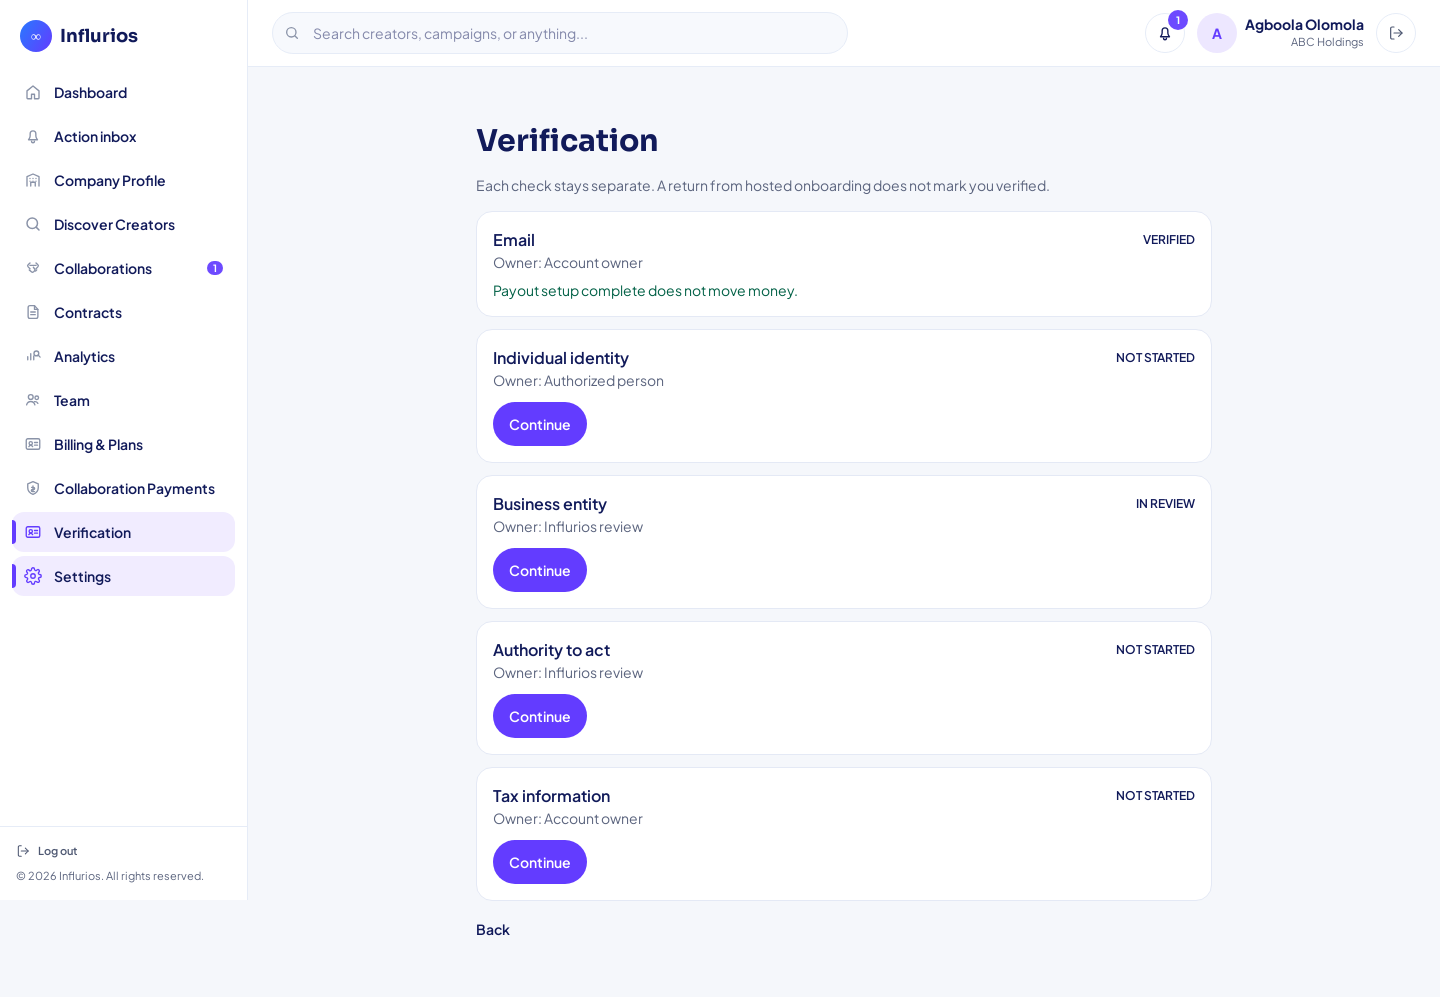 ∞ Influrios
Search creators, campaigns, or anything...
1
A
Agboola Olomola
ABC Holdings
Dashboard
Action inbox
Company Profile
Discover Creators
Collaborations 1
Contracts
Analytics
Team
Billing & Plans
Collaboration Payments
Verification
Settings
Log out
© 2026 Influrios. All rights reserved.
Verification
Each check stays separate. A return from hosted onboarding does not mark you verified.
Email VERIFIED
Owner: Account owner
Payout setup complete does not move money.
Individual identity NOT STARTED
Owner: Authorized person
Continue
Business entity IN REVIEW
Owner: Influrios review
Continue
Authority to act NOT STARTED
Owner: Influrios review
Continue
Tax information NOT STARTED
Owner: Account owner
Continue
Back